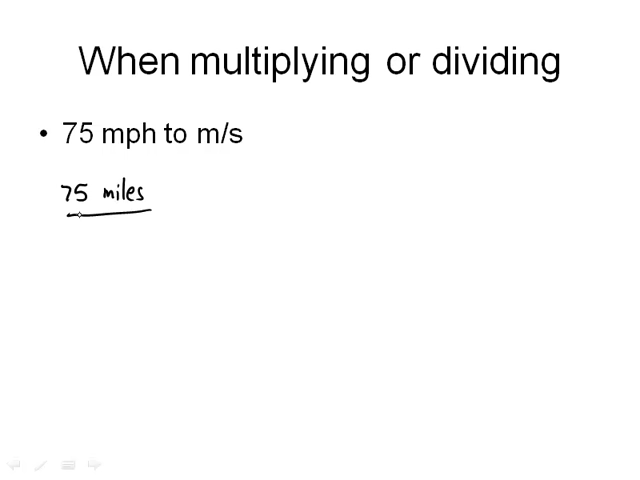 When multiplying or dividing
• 75 mph to m/s
75 miles